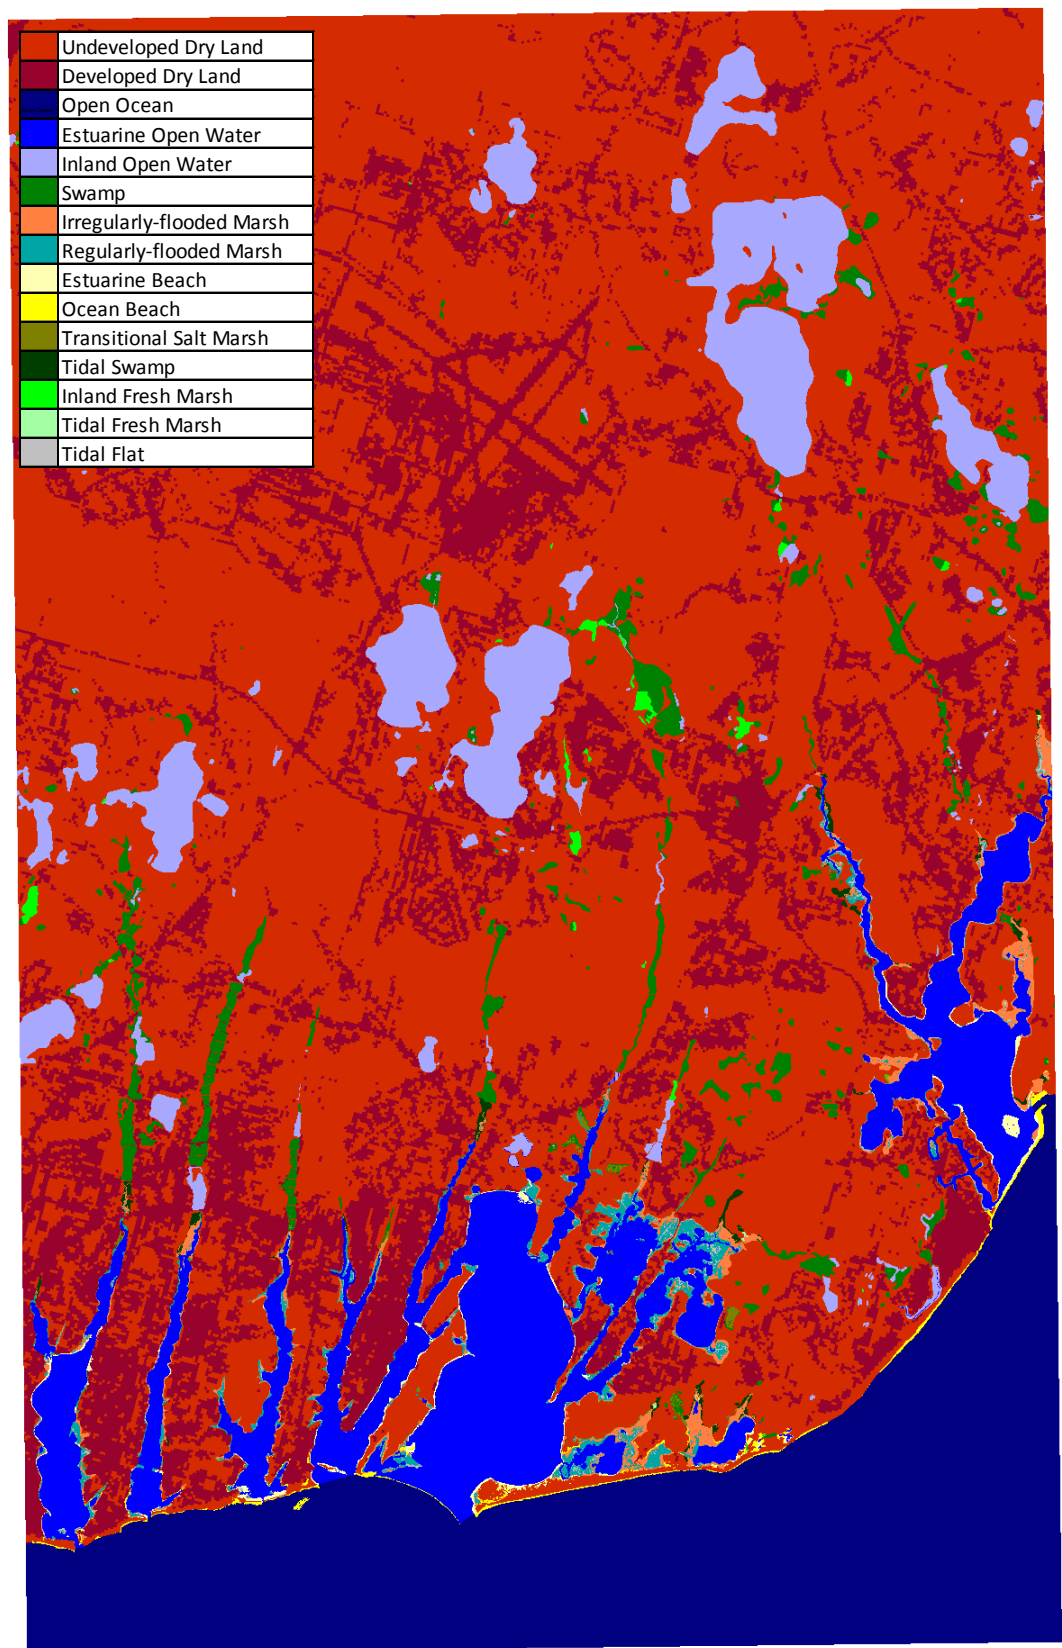 Undeveloped Dry Land
Developed Dry Land
Open Ocean
Estuarine Open Water
Inland Open Water
Swamp
Irregularly-flooded Marsh
Regularly-flooded Marsh
Estuarine Beach
Ocean Beach
Transitional Salt Marsh
Tidal Swamp
Inland Fresh Marsh
Tidal Fresh Marsh
Tidal Flat